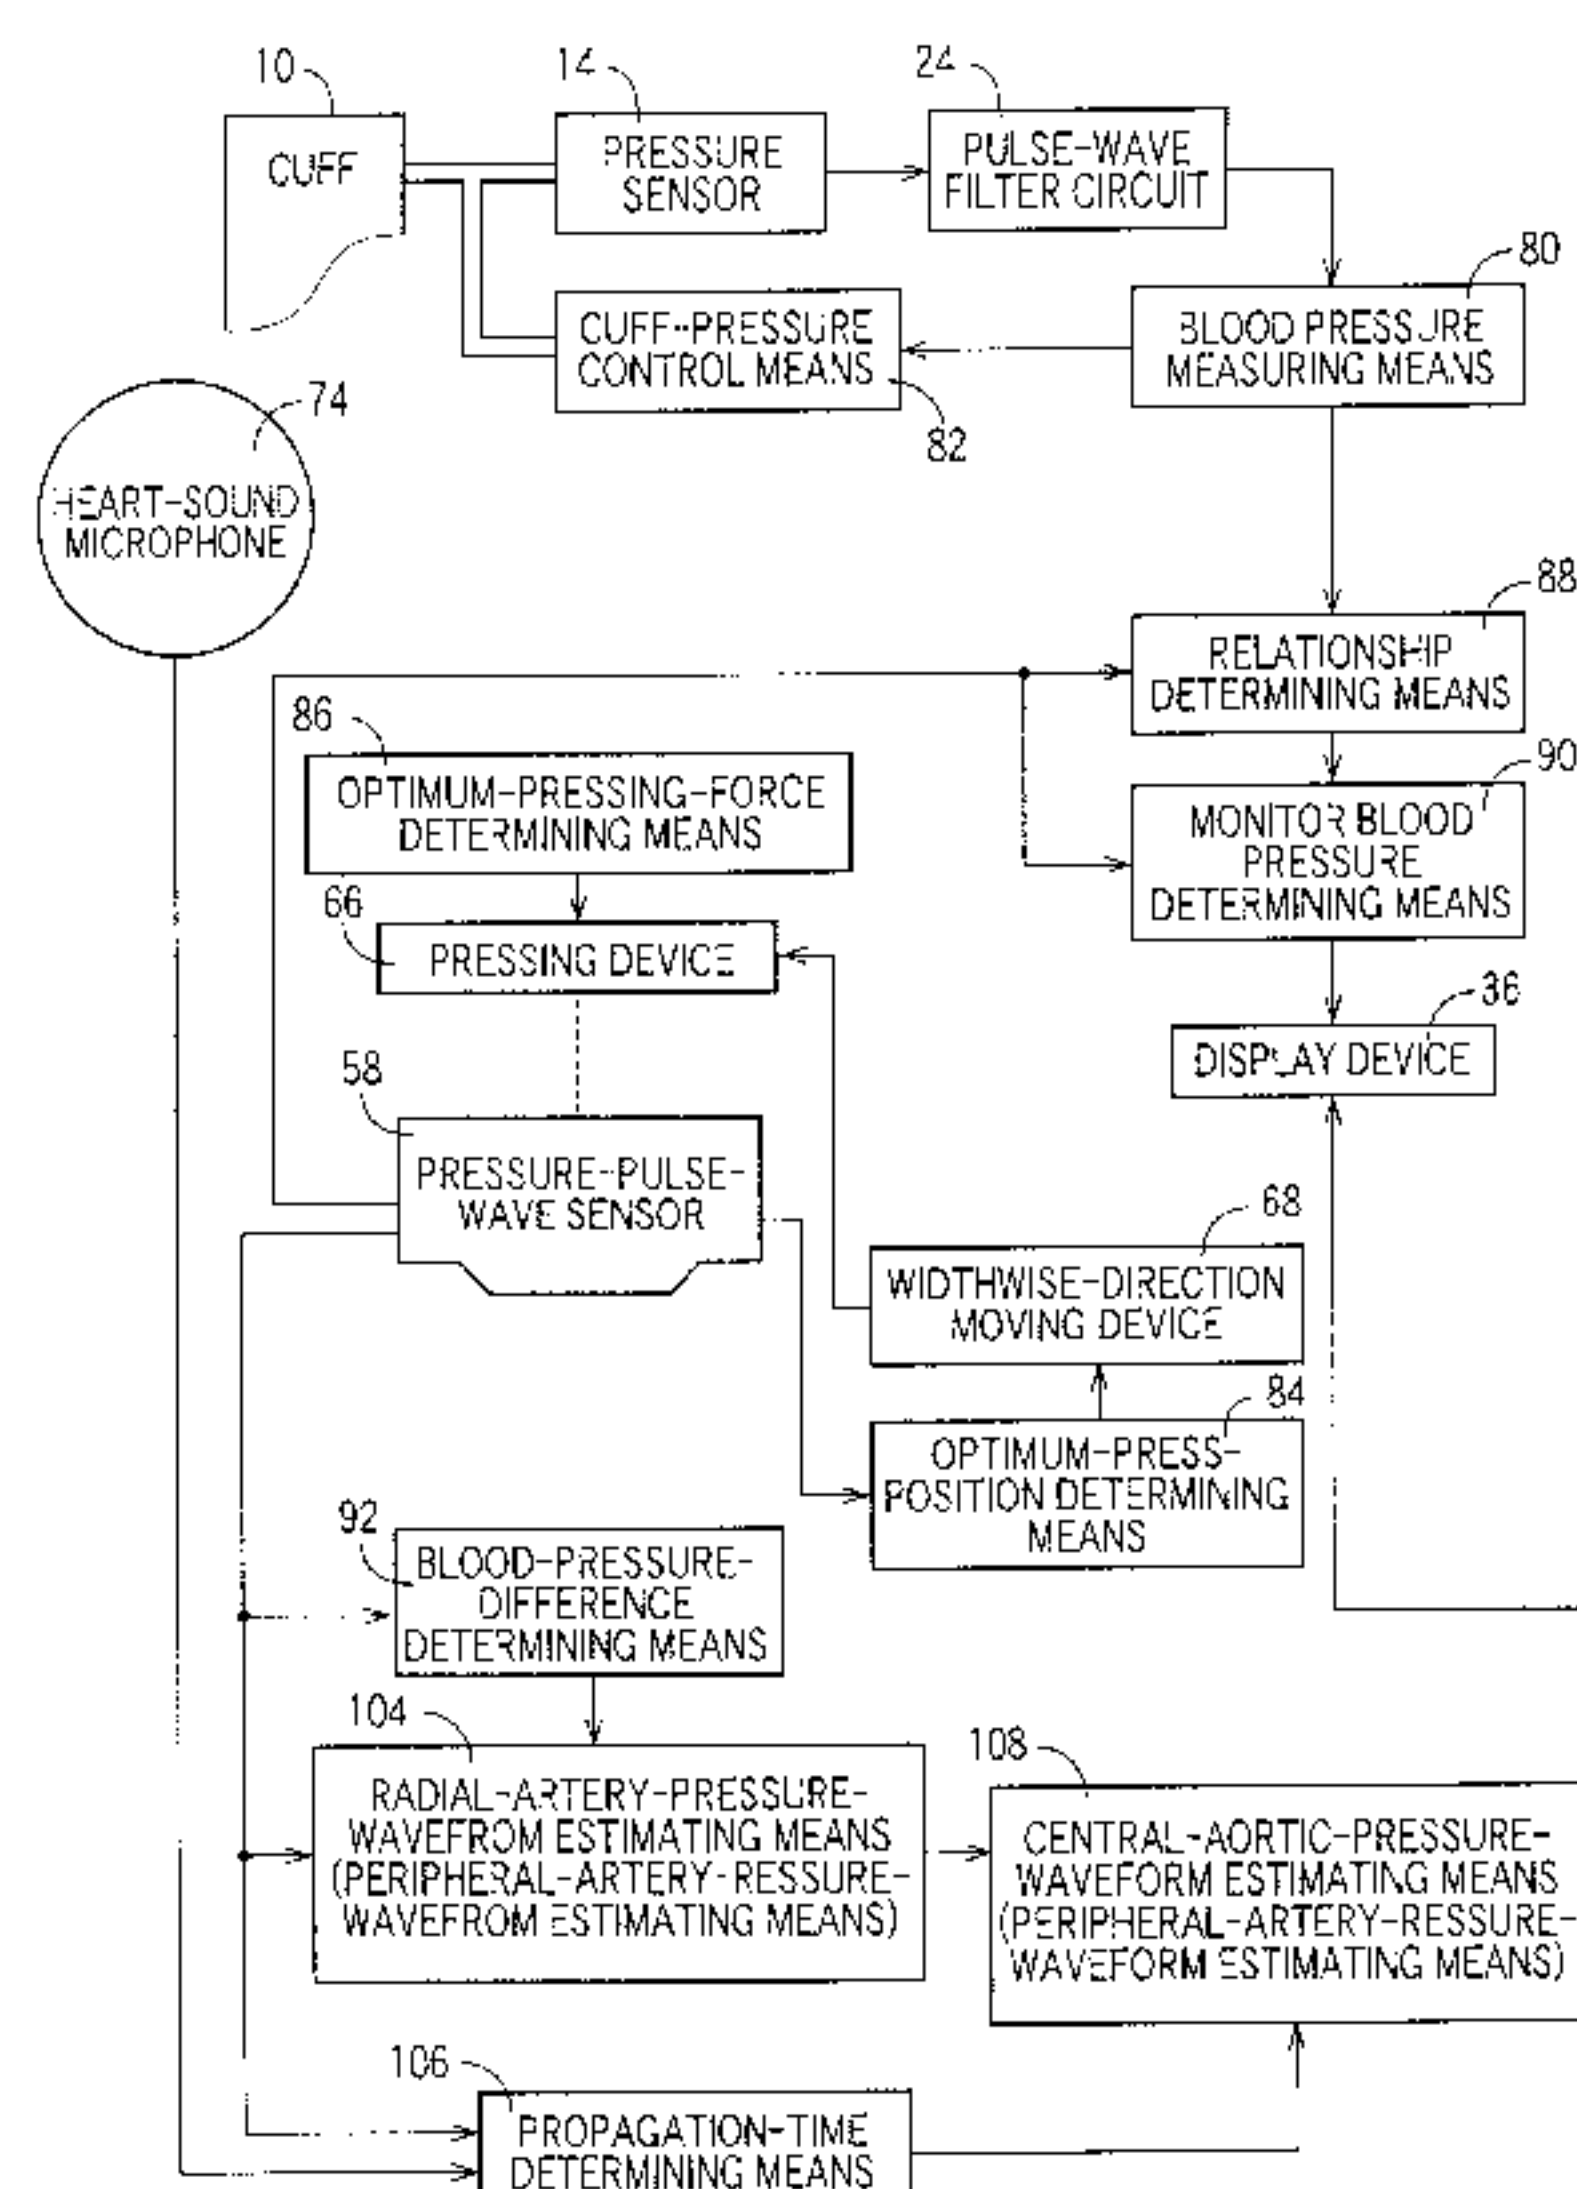 10
14
24
CUFF
PRESSURE
SENSOR
PULSE-WAVE
FILTER CIRCUIT
80
CUFF-PRESSURE
CONTROL MEANS
82
BLOOD PRESSURE
MEASURING MEANS
74
HEART-SOUND
MICROPHONE
88
RELATIONSHIP
DETERMINING MEANS
86
OPTIMUM-PRESSING-FORCE
DETERMINING MEANS
90
MONITOR BLOOD
PRESSURE
DETERMINING MEANS
66
PRESSING DEVICE
36
DISPLAY DEVICE
58
PRESSURE-PULSE-
WAVE SENSOR
68
WIDTHWISE-DIRECTION
MOVING DEVICE
84
OPTIMUM-PRESS-
POSITION DETERMINING
MEANS
92
BLOOD-PRESSURE-
DIFFERENCE
DETERMINING MEANS
104
RADIAL-ARTERY-PRESSURE-
WAVEFROM ESTIMATING MEANS
(PERIPHERAL-ARTERY-RESSURE-
WAVEFROM ESTIMATING MEANS)
108
CENTRAL-AORTIC-PRESSURE-
WAVEFORM ESTIMATING MEANS
(PERIPHERAL-ARTERY-RESSURE-
WAVEFORM ESTIMATING MEANS)
106
PROPAGATION-TIME
DETERMINING MEANS